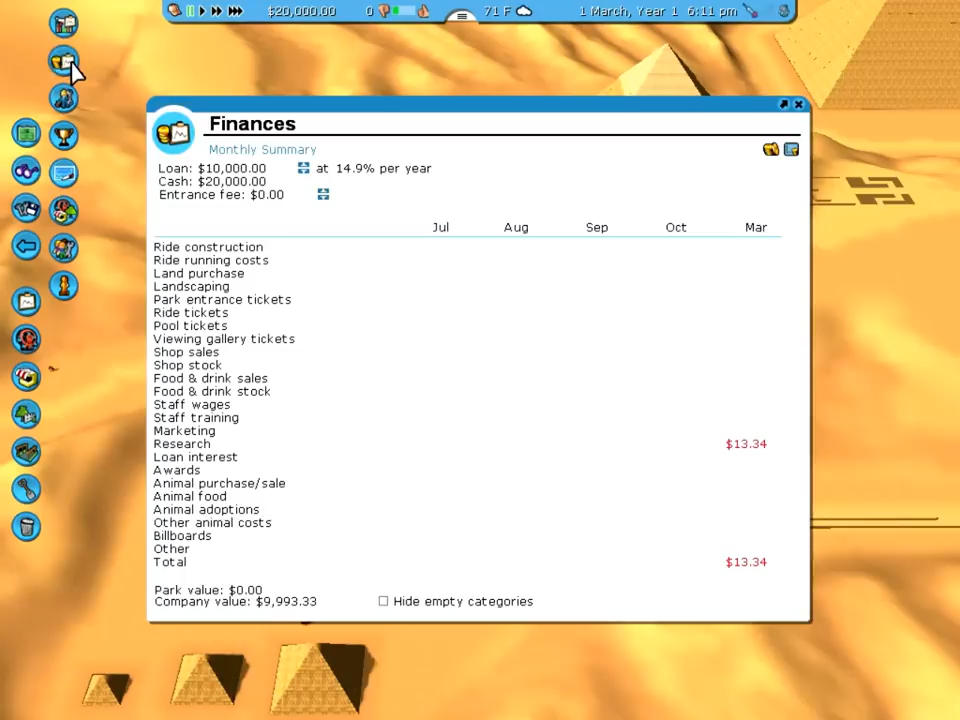 $20,000.00 0 71 F 1 March, Year 1 6:11 pm
Finances
Monthly Summary
Loan: $10,000.00 at 14.9% per year
Cash: $20,000.00
Entrance fee: $0.00
Jul Aug Sep Oct Mar
Ride construction
Ride running costs
Land purchase
Landscaping
Park entrance tickets
Ride tickets
Pool tickets
Viewing gallery tickets
Shop sales
Shop stock
Food & drink sales
Food & drink stock
Staff wages
Staff training
Marketing
Research $13.34
Loan interest
Awards
Animal purchase/sale
Animal food
Animal adoptions
Other animal costs
Billboards
Other
Total $13.34
Park value: $0.00
Company value: $9,993.33 Hide empty categories